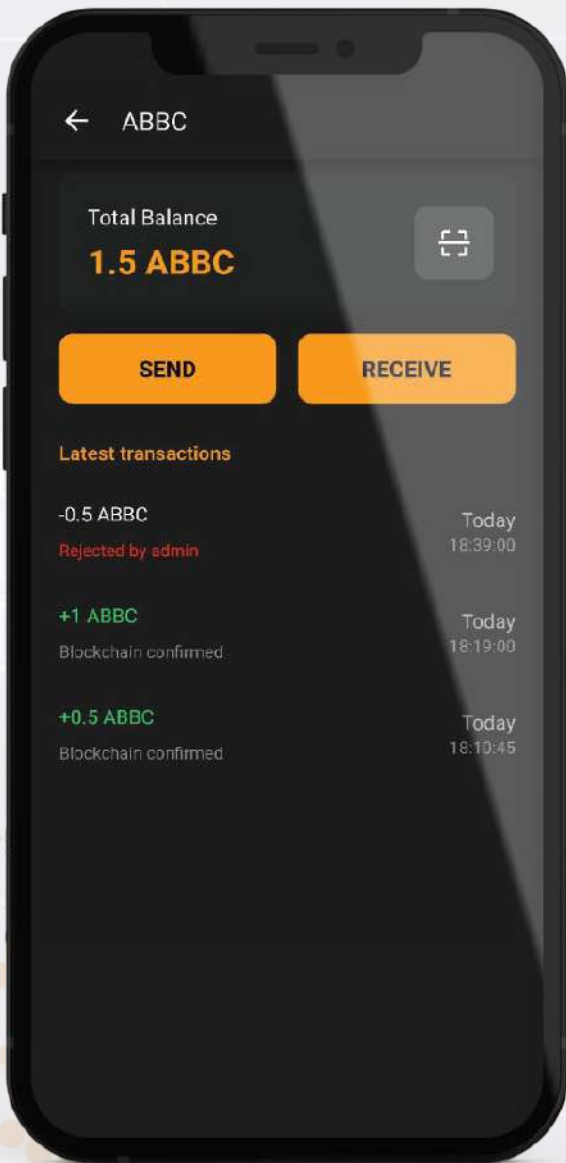 ABBC
Total Balance
1.5 ABBC
SEND
RECEIVE
Latest transactions
-0.5 ABBC
Today
Rejected by admin
18:39:00
+1 ABBC
Today
Blockchain confirmed
18:19:00
+0.5 ABBC
Today
Blockchain confirmed
18:10:45